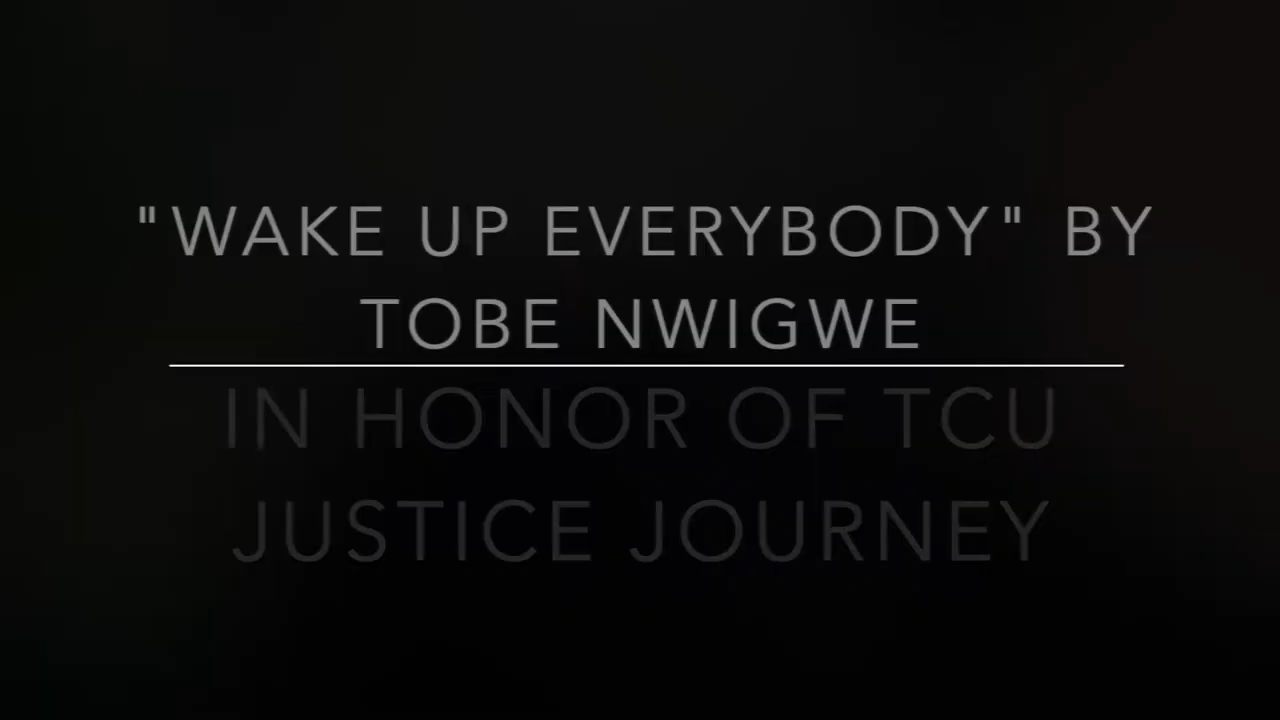 "WAKE UP EVERYBODY" BY
TOBE NWIGWE
IN HONOR OF TCU
JUSTICE JOURNEY